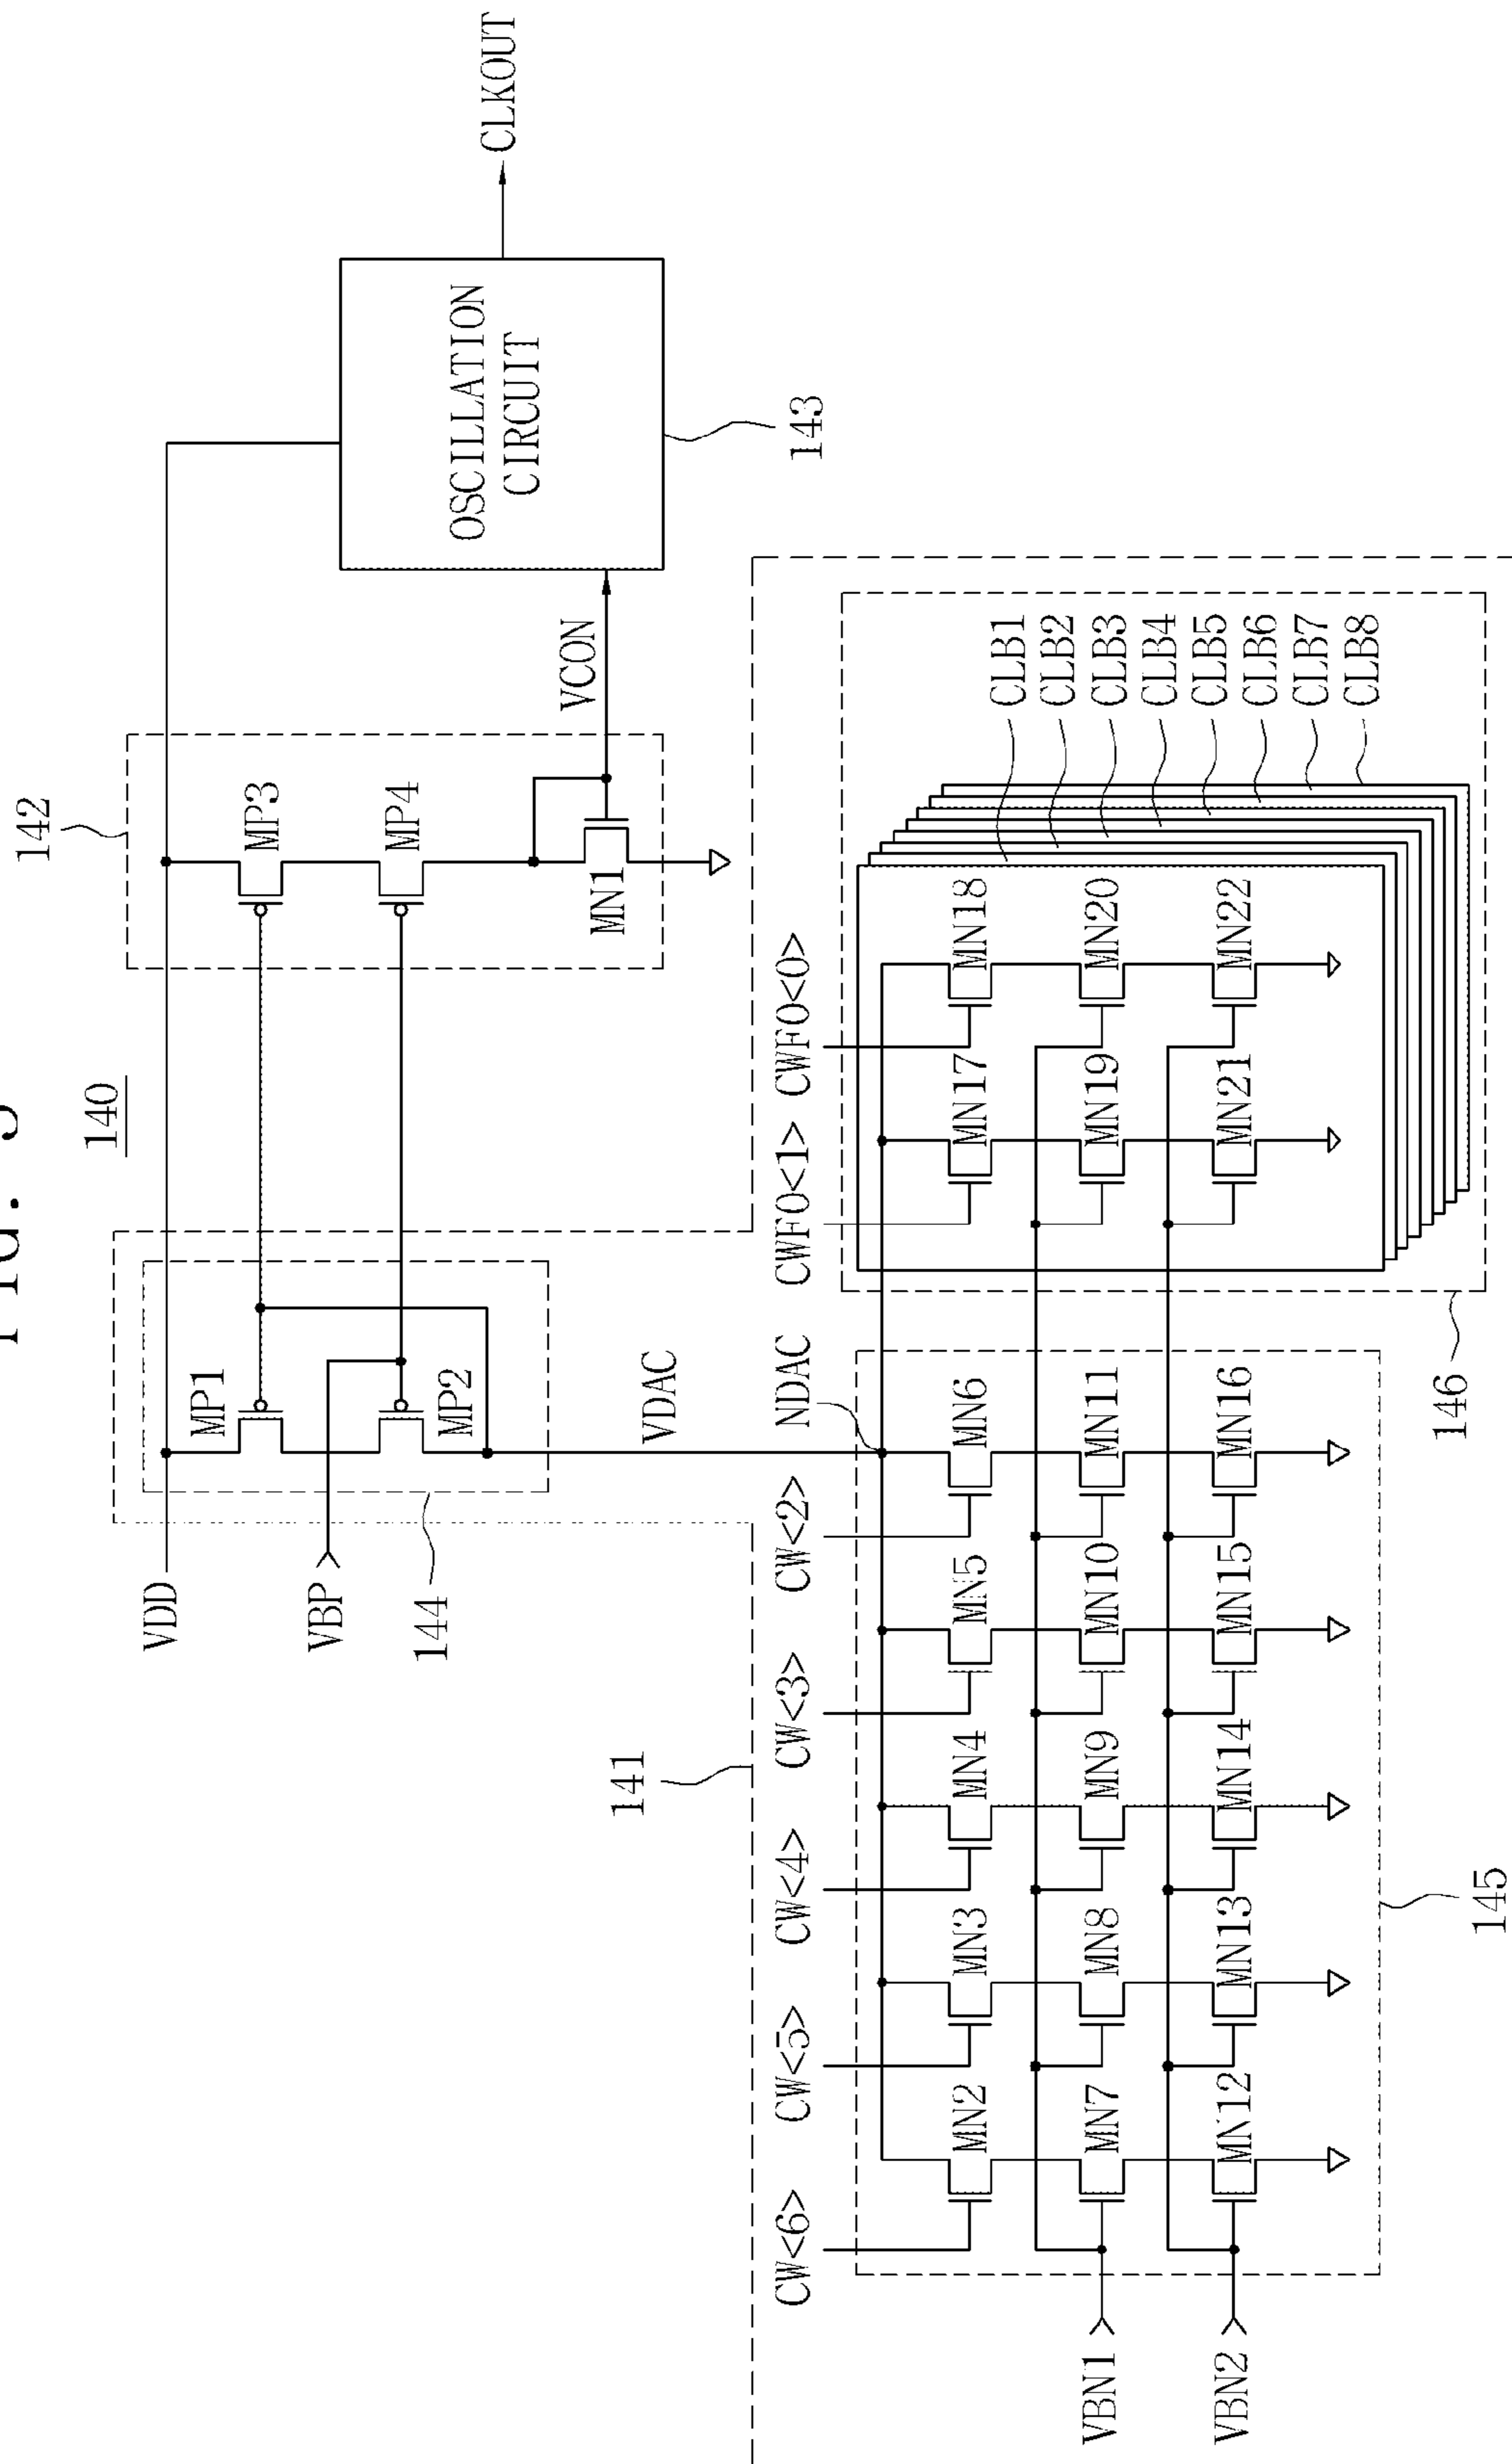 140
142
VDD
MP1
MP3
VBP
MP2
MP4
144
OSCILLATION
CIRCUIT
CLKOUT
MN1
VCON
143
141
VDAC
NDAC
CW<6>
CW<5>
CW<4>
CW<3>
CW<2>
CWF0<1>
CWF0<0>
MN2
MN3
MN4
MN5
MN6
MN17
MN18
VBN1
MN7
MN8
MN9
MN10
MN11
MN19
MN20
VBN2
MN12
MN13
MN14
MN15
MN16
MN21
MN22
CLB1
CLB2
CLB3
CLB4
CLB5
CLB6
CLB7
CLB8
145
146